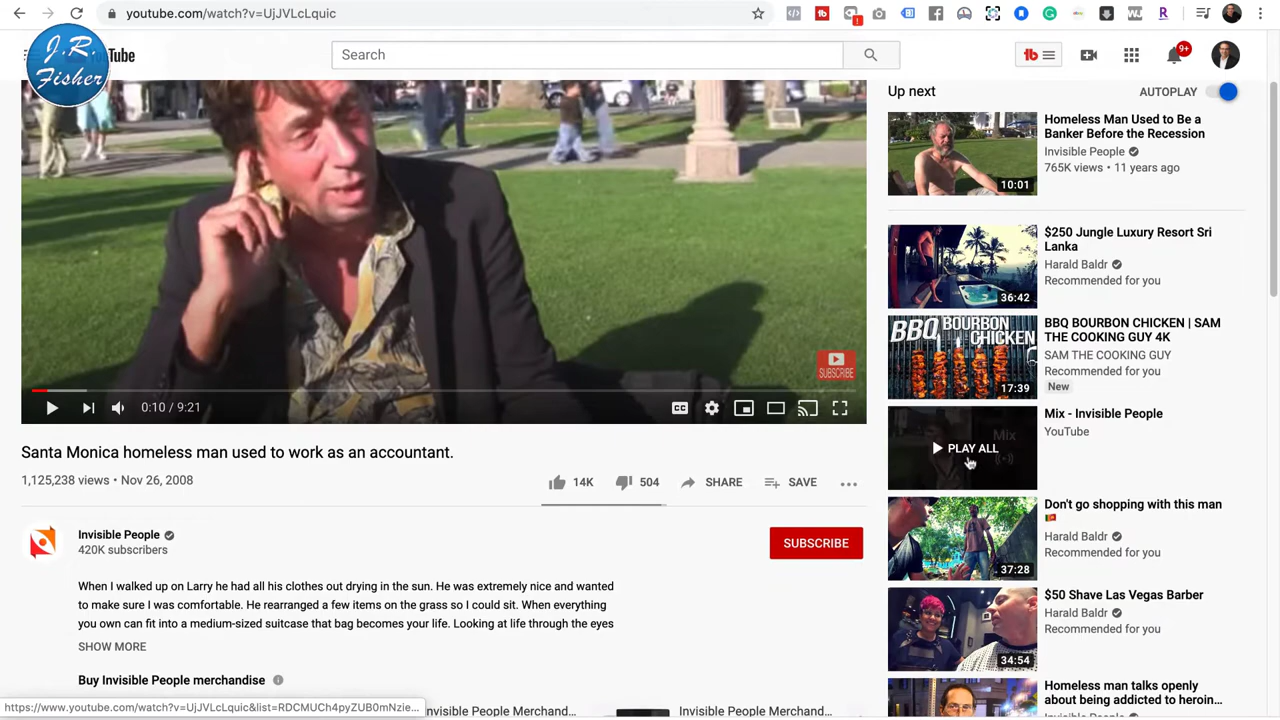 youtube.com/watch?v=UjJVLcLquic
J.R.
Fisher
Tube
Search
9+
Up next
AUTOPLAY
Homeless Man Used to Be a
Banker Before the Recession
Invisible People
765K views • 11 years ago
10:01
$250 Jungle Luxury Resort Sri
Lanka
Harald Baldr
Recommended for you
36:42
BBQ BOURBON CHICKEN
BBQ BOURBON CHICKEN | SAM
THE COOKING GUY 4K
SAM THE COOKING GUY
Recommended for you
New
17:39
Mix - Invisible People
YouTube
Mix
PLAY ALL
Don't go shopping with this man
Harald Baldr
Recommended for you
37:28
$50 Shave Las Vegas Barber
Harald Baldr
Recommended for you
34:54
Homeless man talks openly
about being addicted to heroin...
SUBSCRIBE
0:10 / 9:21
CC
Santa Monica homeless man used to work as an accountant.
1,125,238 views • Nov 26, 2008
14K
504
SHARE
SAVE
Invisible People
420K subscribers
SUBSCRIBE
When I walked up on Larry he had all his clothes out drying in the sun. He was extremely nice and wanted
to make sure I was comfortable. He rearranged a few items on the grass so I could sit. When everything
you own can fit into a medium-sized suitcase that bag becomes your life. Looking at life through the eyes
SHOW MORE
Buy Invisible People merchandise
https://www.youtube.com/watch?v=UjJVLcLquic&list=RDCMUCh4pyZUB0mNzie...
nvisible People Merchand...
Invisible People Merchand...